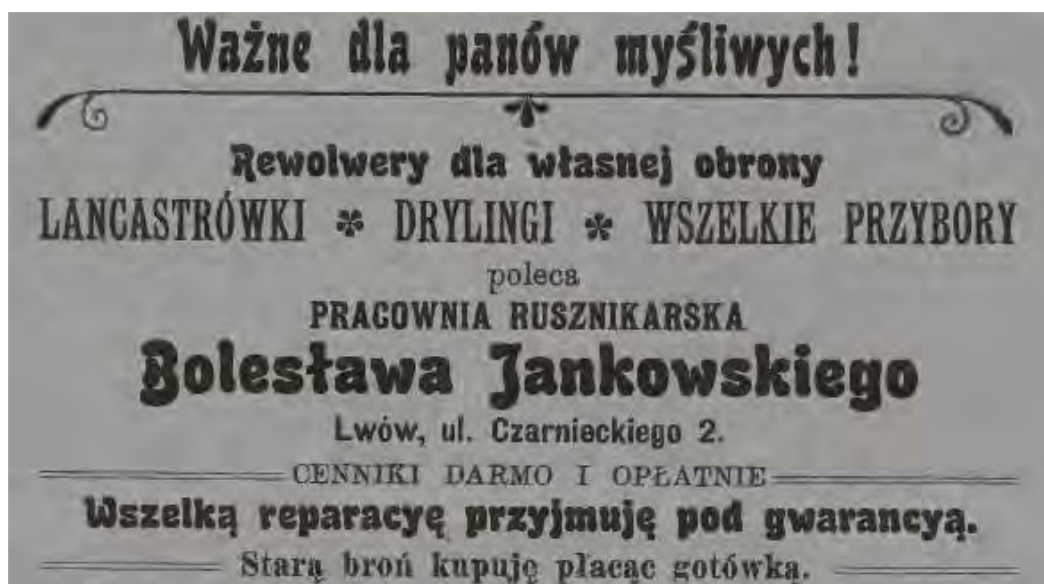 Ważne dla panów myśliwych!
Rewolwery dla własnej obrony
LANCASTRÓWKI * DRYLINGI * WSZELKIE PRZYBORY
poleca
PRACOWNIA RUSZNIKARSKA
Bolesława Jankowskiego
Lwów, ul. Czarnieckiego 2.
CENNIKI DARMO I OPŁATNIE
Wszelką reparacyę przyjmuję pod gwarancyą.
Starą broń kupuję płacąc gotówką.